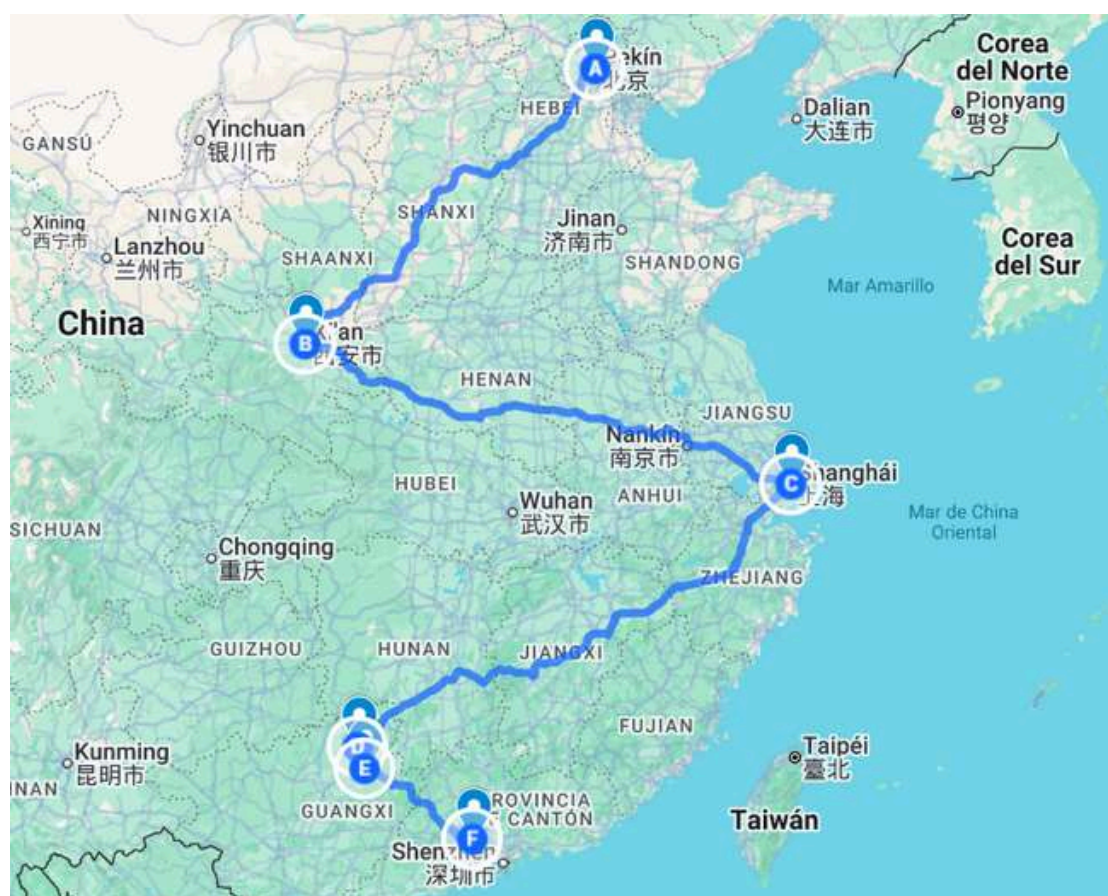 Corea
del Norte
A
Pekín
北京
HEBEI
Dalian
大连市
Pionyang
평양
Yinchuan
银川市
GANSÚ
NINGXIA
SHANXI
Xining
西宁市
Lanzhou
兰州市
Jinan
济南市
SHANDONG
Corea
del Sur
SHAANXI
Mar Amarillo
China
B
Xi'an
西安市
HENAN
JIANGSU
Nankín
南京市
C
Shanghái
上海
HUBEI
ANHUI
Wuhan
武汉市
Mar de China
Oriental
SICHUAN
Chongqing
重庆
ZHEJIANG
GUIZHOU
HUNAN
JIANGXI
FUJIAN
D
E
Kunming
昆明市
Taipéi
臺北
GUANGXI
F
PROVINCIA
DE CANTÓN
Taiwán
Shenzhen
深圳市